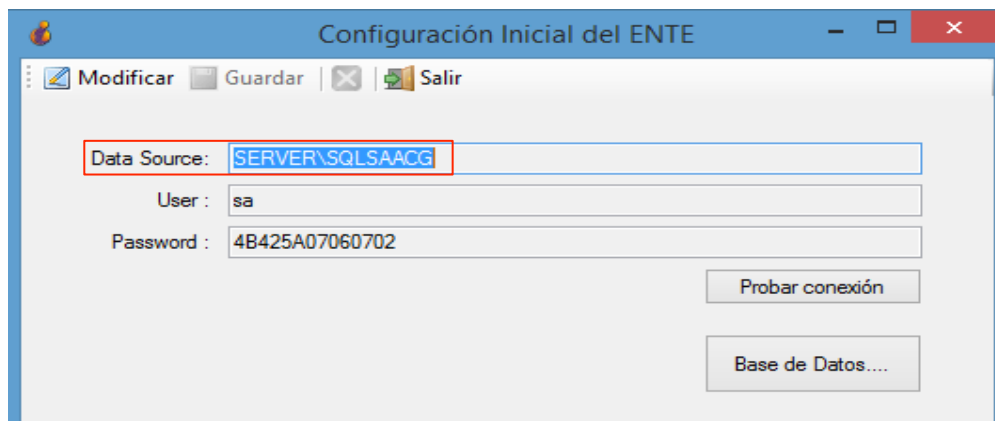 Configuración Inicial del ENTE
Modificar Guardar Salir
Data Source: SERVER\SQLSAACG
User : sa
Password : 4B425A07060702
Probar conexión
Base de Datos....